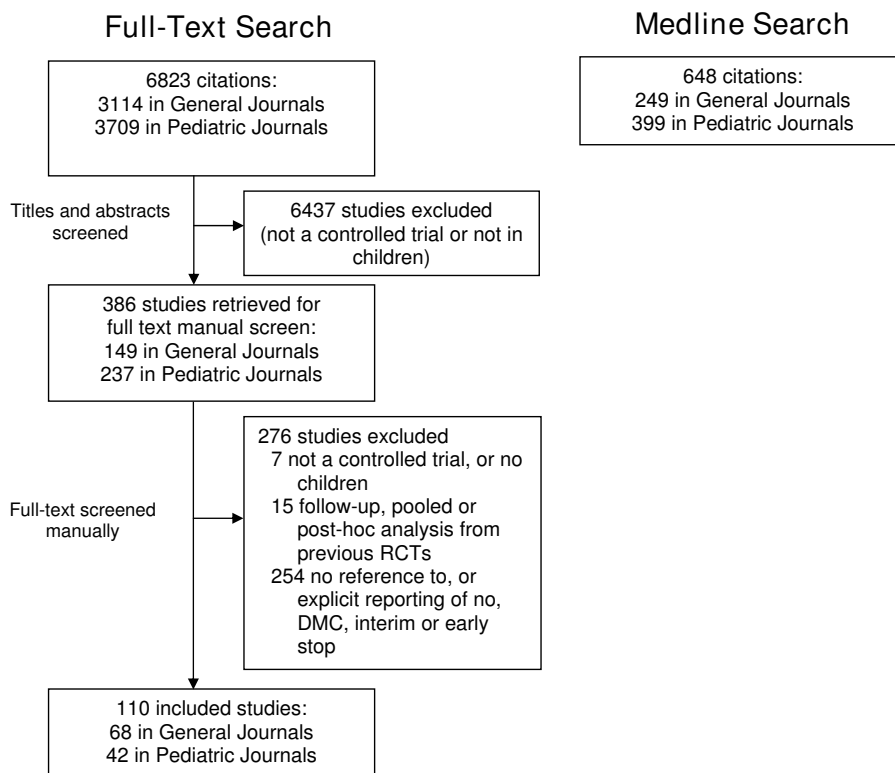 Full-Text Search
6823 citations:
3114 in General Journals
3709 in Pediatric Journals
Titles and abstracts
screened
6437 studies excluded
(not a controlled trial or not in
children)
386 studies retrieved for
full text manual screen:
149 in General Journals
237 in Pediatric Journals
Full-text screened
manually
276 studies excluded
7 not a controlled trial, or no
children
15 follow-up, pooled or
post-hoc analysis from
previous RCTs
254 no reference to, or
explicit reporting of no,
DMC, interim or early
stop
110 included studies:
68 in General Journals
42 in Pediatric Journals
Medline Search
648 citations:
249 in General Journals
399 in Pediatric Journals